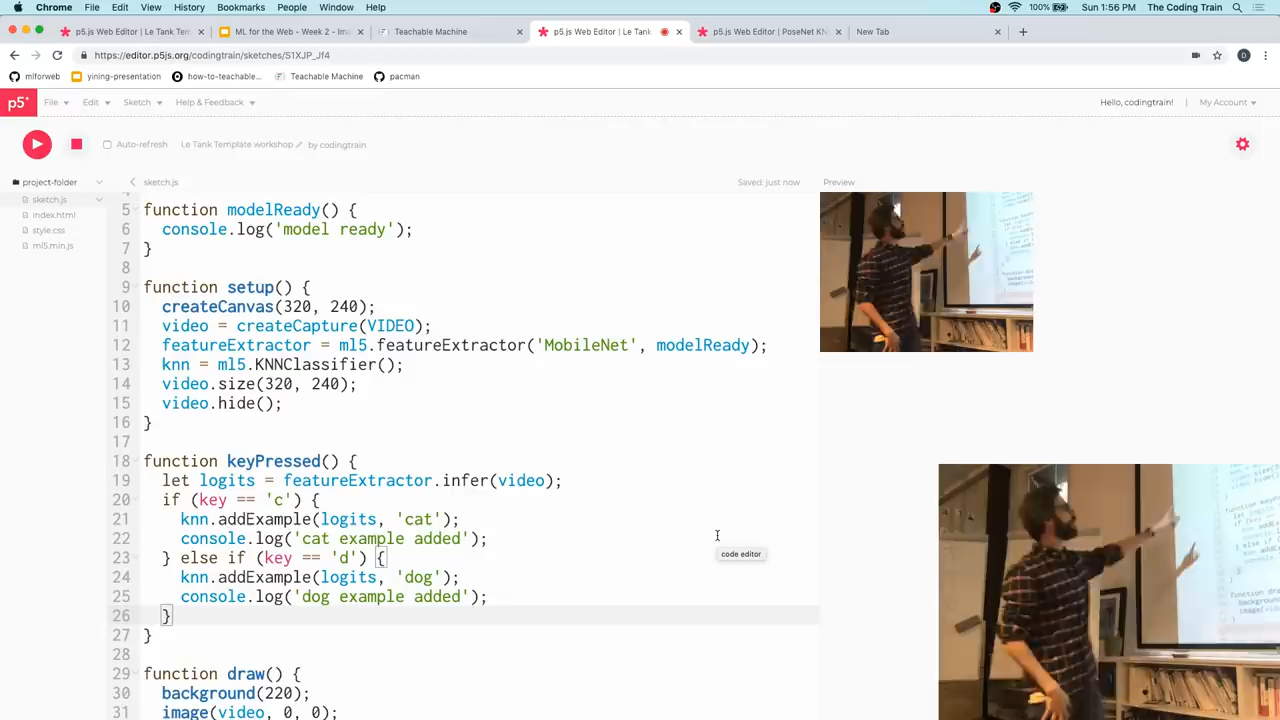 Chrome File Edit View History Bookmarks People Window Help 100% Sun 1:56 PM The Coding Train
p5.js Web Editor | Le Tank Tem × ML for the Web - Week 2 - Ima × Teachable Machine × p5.js Web Editor | Le Tank × p5.js Web Editor | PoseNet KN × New Tab × +
https://editor.p5js.org/codingtrain/sketches/S1XJP_Jf4
mlforweb yining-presentation how-to-teachable... Teachable Machine pacman
p5* File Edit Sketch Help & Feedback Hello, codingtrain! | My Account
Auto-refresh Le Tank Template workshop by codingtrain
project-folder sketch.js Saved: just now Preview
sketch.js
index.html
style.css
ml5.min.js
5 function modelReady() {
6 console.log('model ready');
7 }
8
9 function setup() {
10 createCanvas(320, 240);
11 video = createCapture(VIDEO);
12 featureExtractor = ml5.featureExtractor('MobileNet', modelReady);
13 knn = ml5.KNNClassifier();
14 video.size(320, 240);
15 video.hide();
16 }
17
18 function keyPressed() {
19 let logits = featureExtractor.infer(video);
20 if (key == 'c') {
21 knn.addExample(logits, 'cat');
22 console.log('cat example added');
23 } else if (key == 'd') {
24 knn.addExample(logits, 'dog');
25 console.log('dog example added');
26 }
27 }
28
29 function draw() {
30 background(220);
31 image(video, 0, 0);
code editor